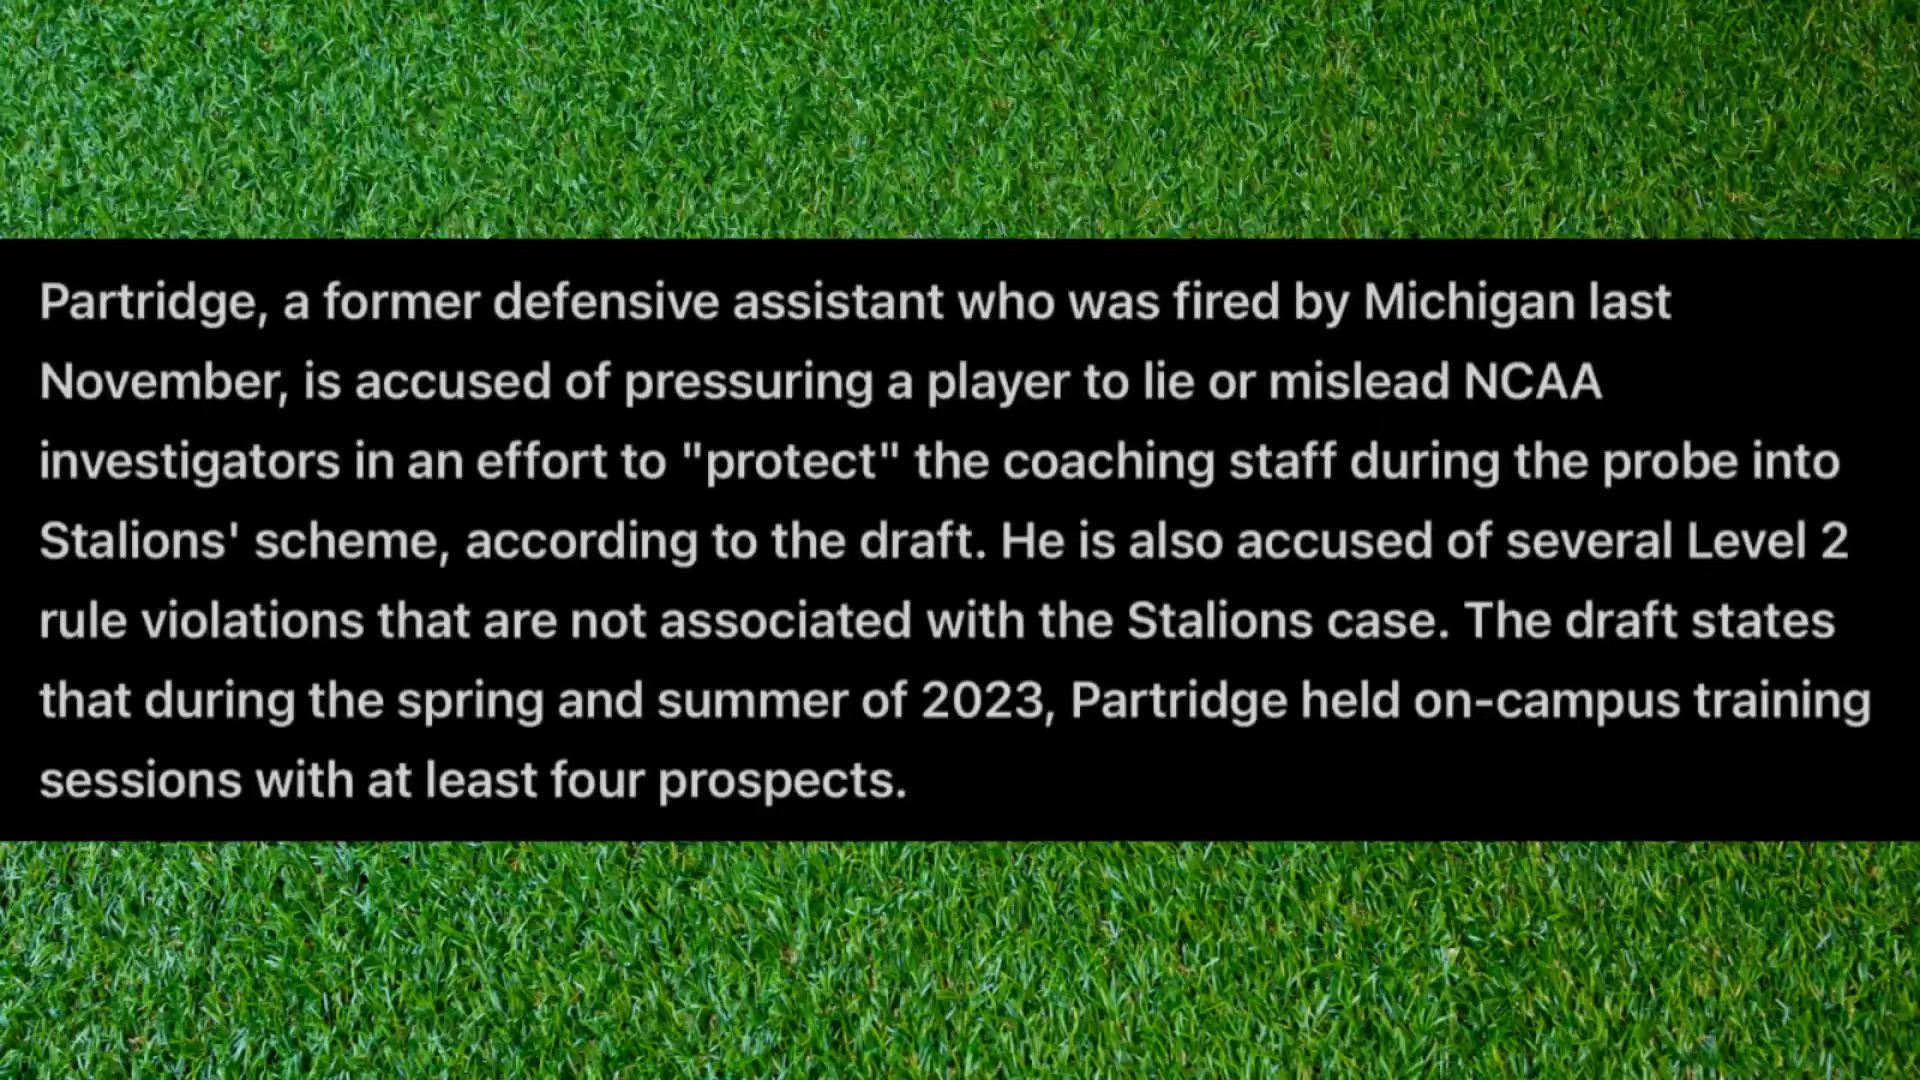 Partridge, a former defensive assistant who was fired by Michigan last
November, is accused of pressuring a player to lie or mislead NCAA
investigators in an effort to "protect" the coaching staff during the probe into
Stalions' scheme, according to the draft. He is also accused of several Level 2
rule violations that are not associated with the Stalions case. The draft states
that during the spring and summer of 2023, Partridge held on-campus training
sessions with at least four prospects.